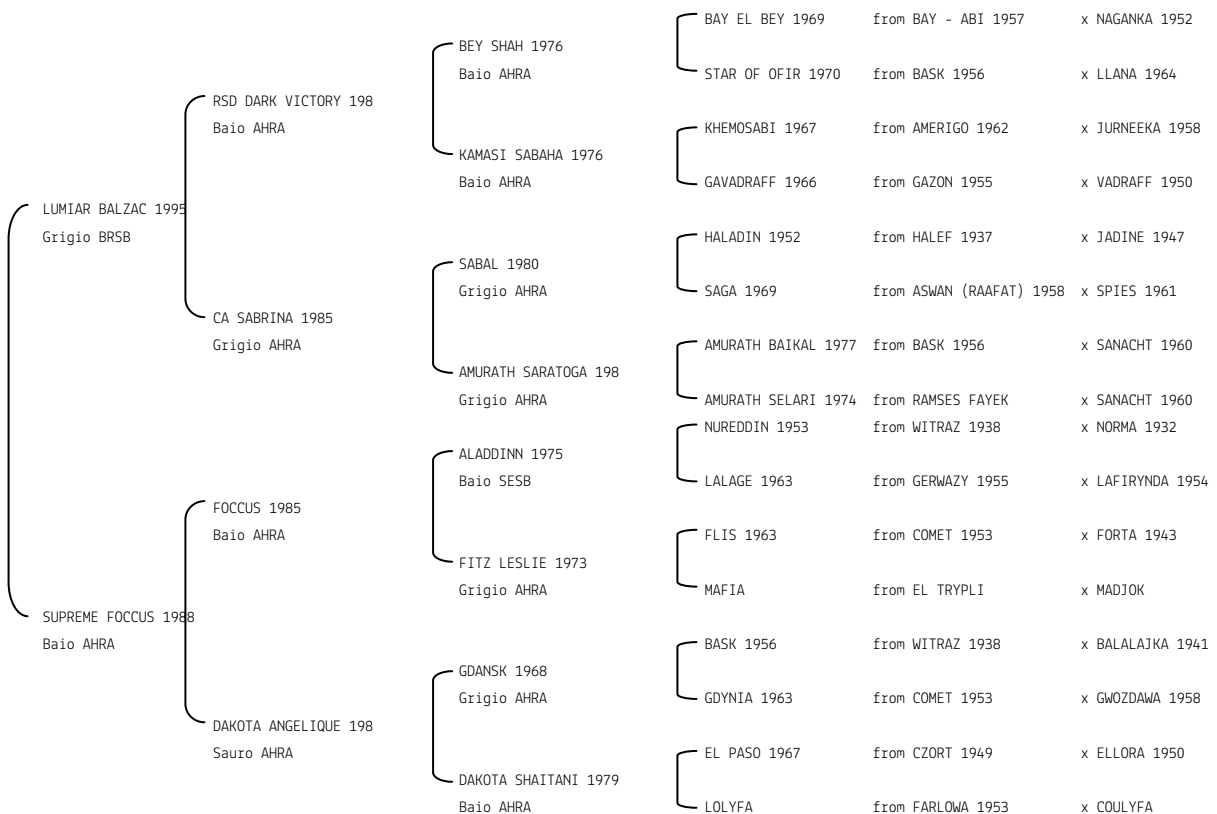 BAY EL BEY 1969 from BAY - ABI 1957 x NAGANKA 1952
BEY SHAH 1976
Baio AHRA
STAR OF OFIR 1970 from BASK 1956 x LLANA 1964
RSD DARK VICTORY 198
Baio AHRA
KHEMOSABI 1967 from AMERIGO 1962 x JURNEEKA 1958
KAMASI SABAHA 1976
Baio AHRA
GAVADRAFF 1966 from GAZON 1955 x VADRAFF 1950
LUMIAR BALZAC 1995
Grigio BRSB
HALADIN 1952 from HALEF 1937 x JADINE 1947
SABAL 1980
Grigio AHRA
SAGA 1969 from ASWAN (RAAFAT) 1958 x SPIES 1961
CA SABRINA 1985
Grigio AHRA
AMURATH BAIKAL 1977 from BASK 1956 x SANACHT 1960
AMURATH SARATOGA 198
Grigio AHRA
AMURATH SELARI 1974 from RAMSES FAYEK x SANACHT 1960
NUREDDIN 1953 from WITRAZ 1938 x NORMA 1932
ALADDINN 1975
Baio SESB
LALAGE 1963 from GERWAZY 1955 x LAFIRYNDA 1954
FOCCUS 1985
Baio AHRA
FLIS 1963 from COMET 1953 x FORTA 1943
FITZ LESLIE 1973
Grigio AHRA
MAFIA from EL TRYPLI x MADJOK
SUPREME FOCCUS 1988
Baio AHRA
BASK 1956 from WITRAZ 1938 x BALALAJKA 1941
GDANSK 1968
Grigio AHRA
GDYNIA 1963 from COMET 1953 x GWOZDAWA 1958
DAKOTA ANGELIQUE 198
Sauro AHRA
EL PASO 1967 from CZORT 1949 x ELLORA 1950
DAKOTA SHAITANI 1979
Baio AHRA
LOLYFA from FARLOWA 1953 x COULYFA